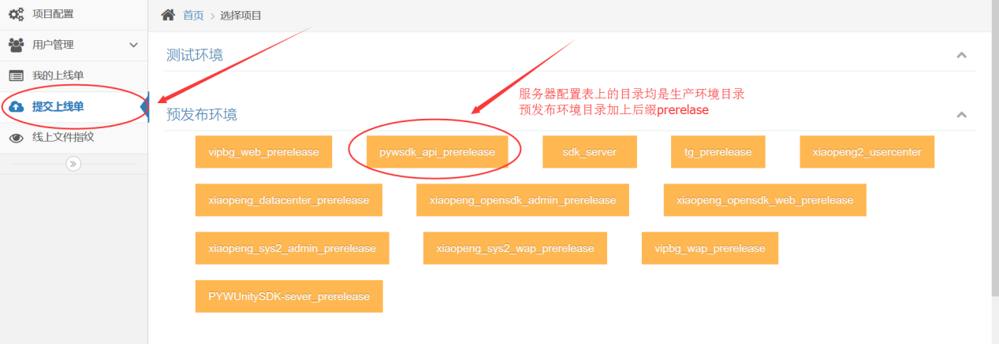 项目配置
用户管理
我的上线单
提交上线单
线上文件指纹
首页 > 选择项目
测试环境
服务器配置表上的目录均是生产环境目录
预发布环境目录加上后缀prerelase
预发布环境
vipbg_web_prerelease pywsdk_api_prerelease sdk_server tg_prerelease xiaopeng2_usercenter
xiaopeng_datacenter_prerelease xiaopeng_opensdk_admin_prerelease xiaopeng_opensdk_web_prerelease
xiaopeng_sys2_admin_prerelease xiaopeng_sys2_wap_prerelease vipbg_wap_prerelease
PYWUnitySDK-sever_prerelease